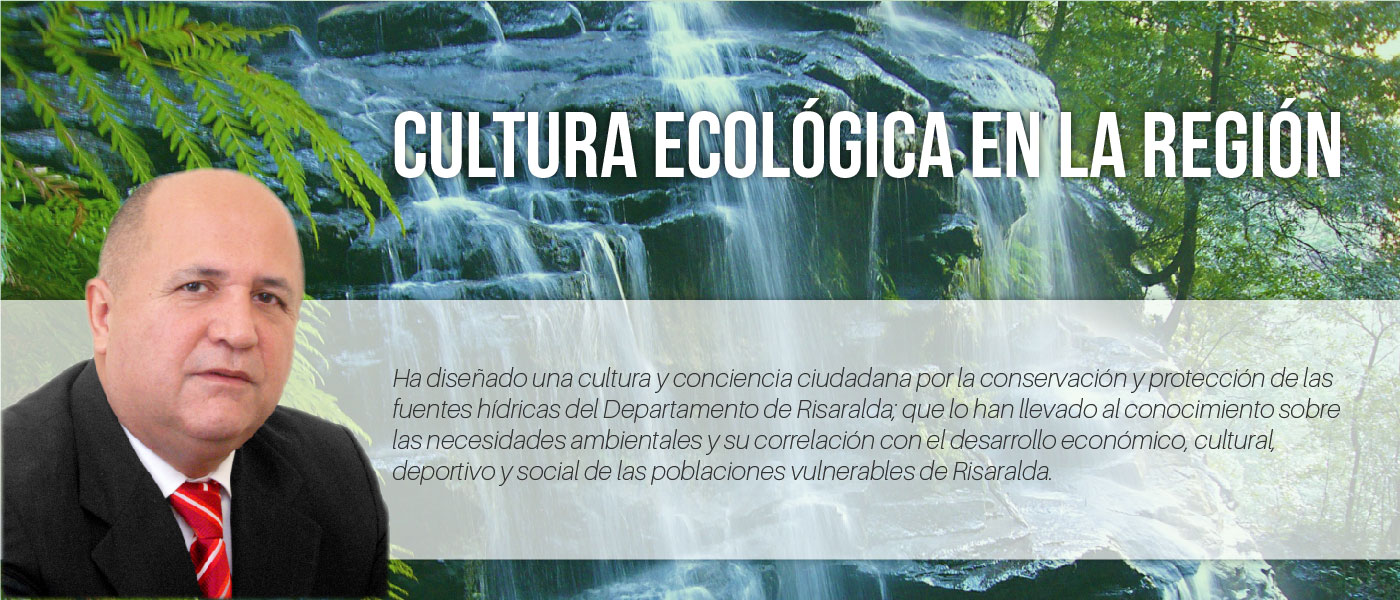 CULTURA ECOLÓGICA EN LA REGIÓN
Ha diseñado una cultura y conciencia ciudadana por la conservación y protección de las
fuentes hídricas del Departamento de Risaralda; que lo han llevado al conocimiento sobre
las necesidades ambientales y su correlación con el desarrollo económico, cultural,
deportivo y social de las poblaciones vulnerables de Risaralda.